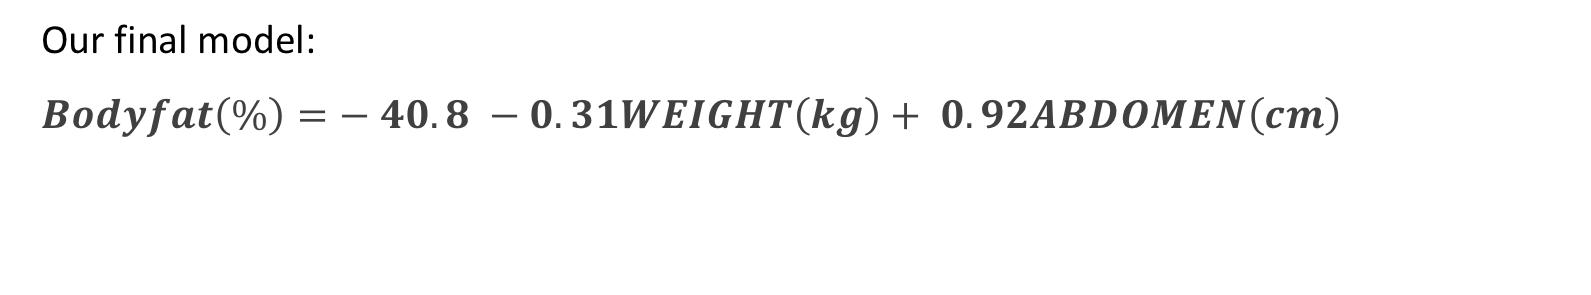 Our final model:
Bodyfat(%) = − 40.8 − 0.31WEIGHT(kg) + 0.92ABDOMEN(cm)